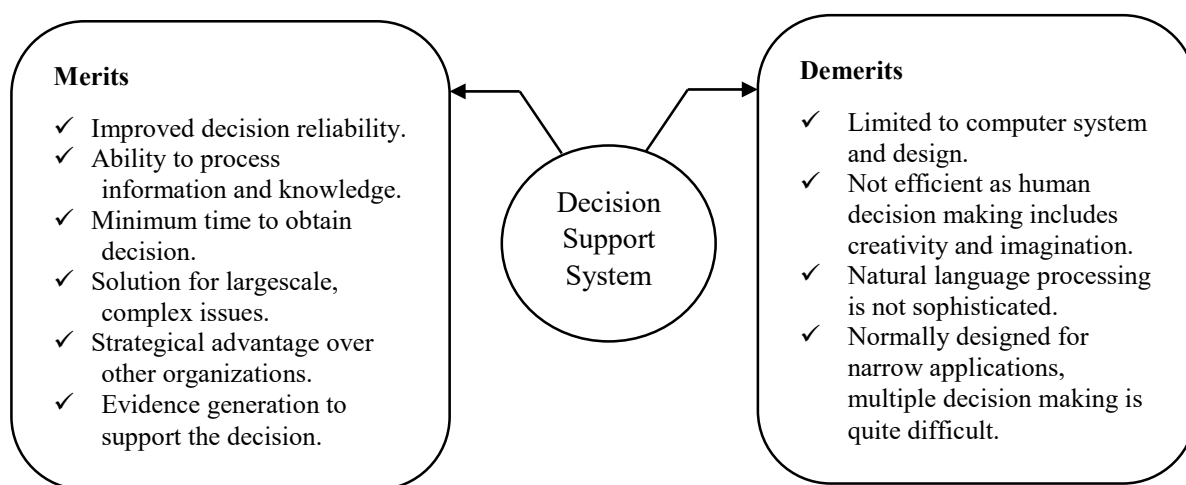 Merits
✓ Improved decision reliability.
✓ Ability to process
information and knowledge.
✓ Minimum time to obtain
decision.
✓ Solution for largescale,
complex issues.
✓ Strategical advantage over
other organizations.
✓ Evidence generation to
support the decision.
Decision
Support
System
Demerits
✓ Limited to computer system
and design.
✓ Not efficient as human
decision making includes
creativity and imagination.
✓ Natural language processing
is not sophisticated.
✓ Normally designed for
narrow applications,
multiple decision making is
quite difficult.